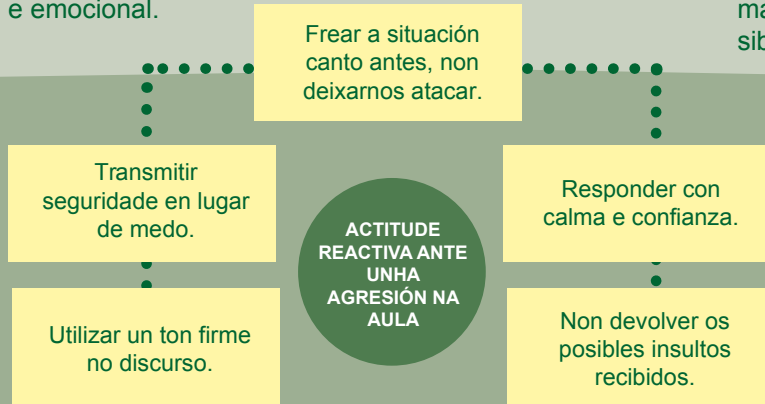 e emocional.
Frear a situación
canto antes, non
deixarnos atacar.
Transmitir
seguridade en lugar
de medo.
ACTITUDE
REACTIVA ANTE
UNHA
AGRESIÓN NA
AULA
Responder con
calma e confianza.
Utilizar un ton firme
no discurso.
Non devolver os
posibles insultos
recibidos.